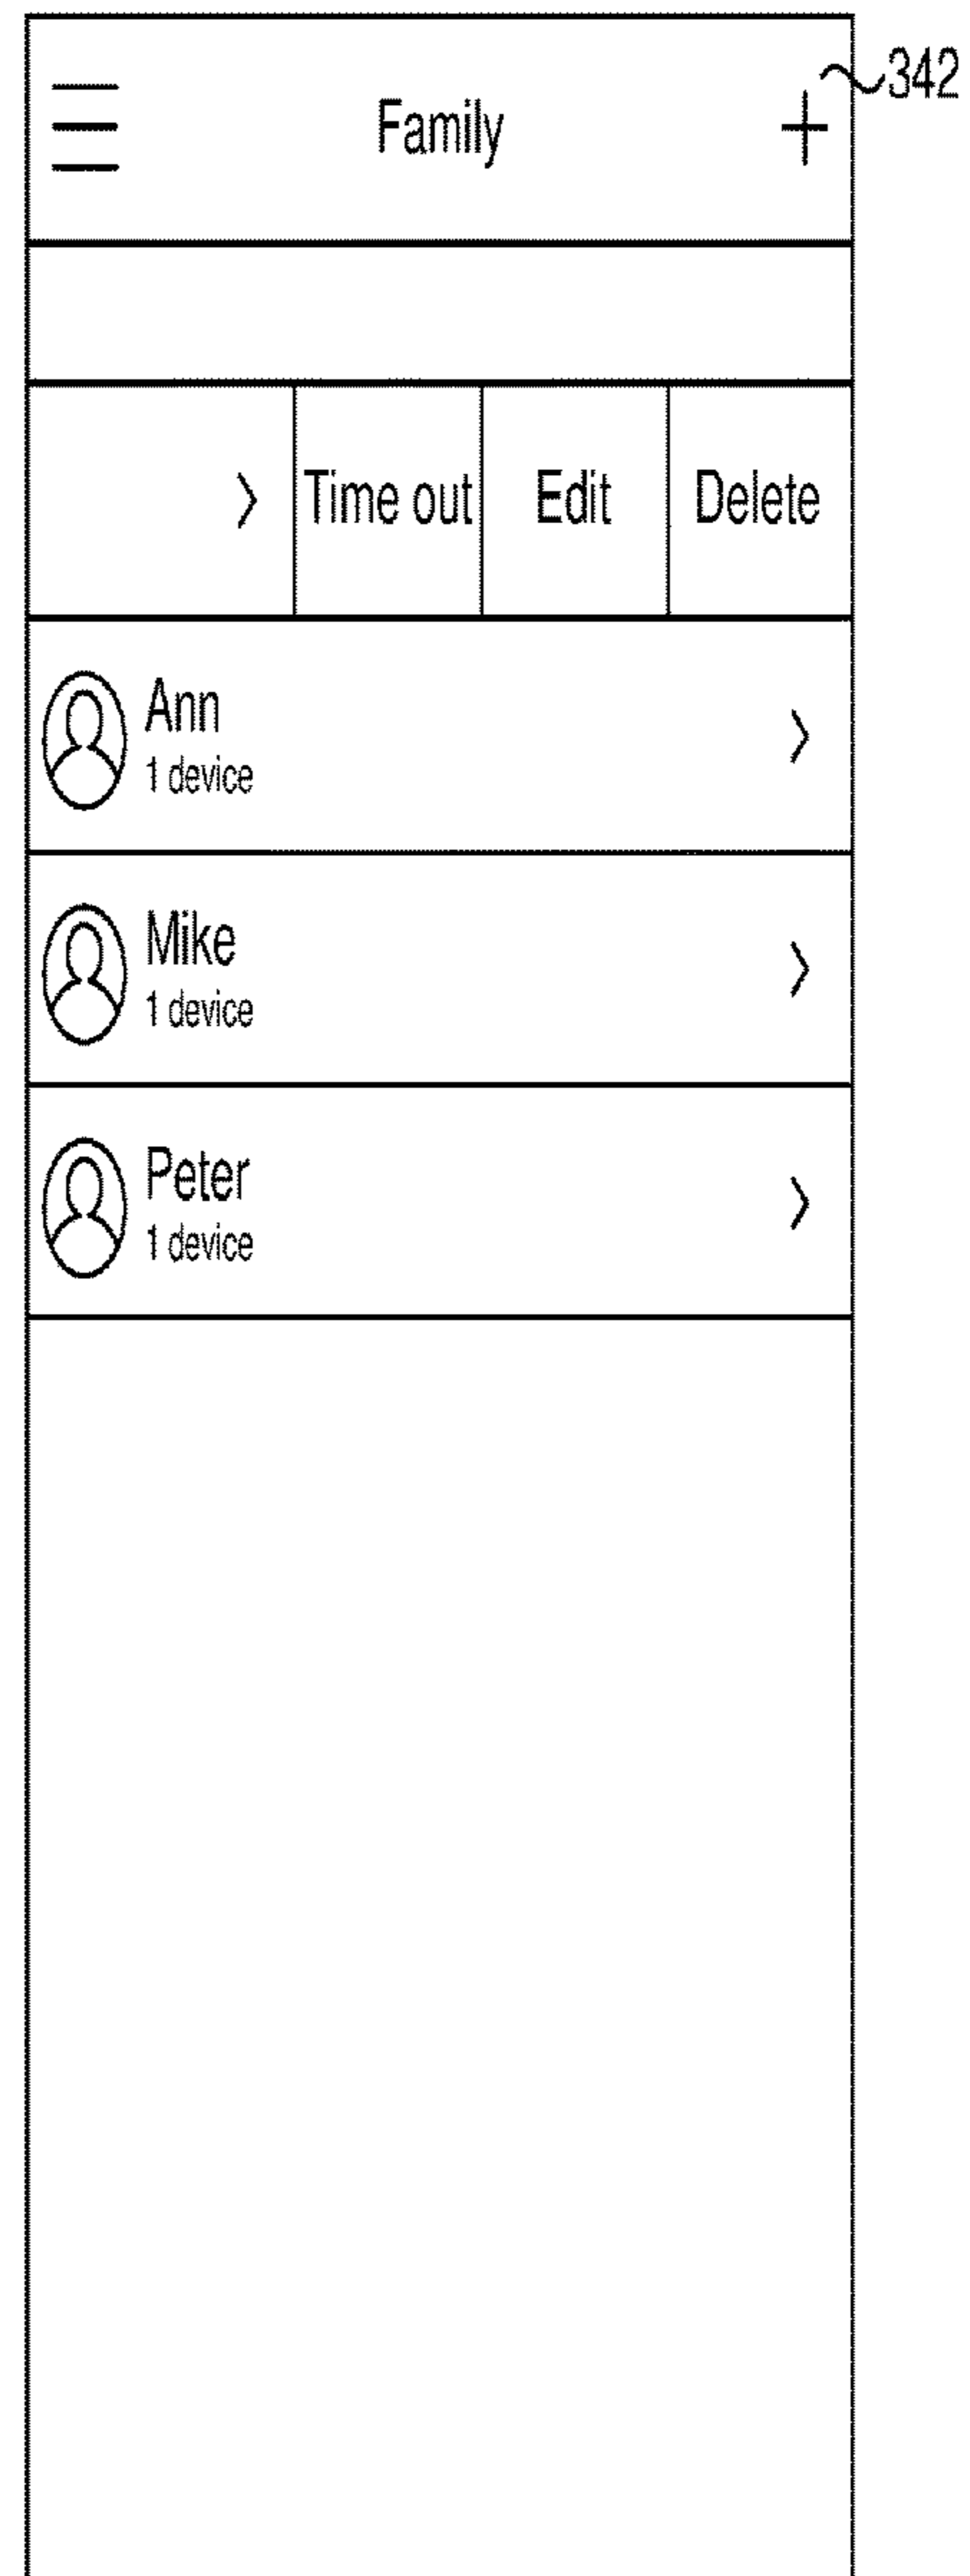 342
Family +
> Time out Edit Delete
Ann
1 device >
Mike
1 device >
Peter
1 device >